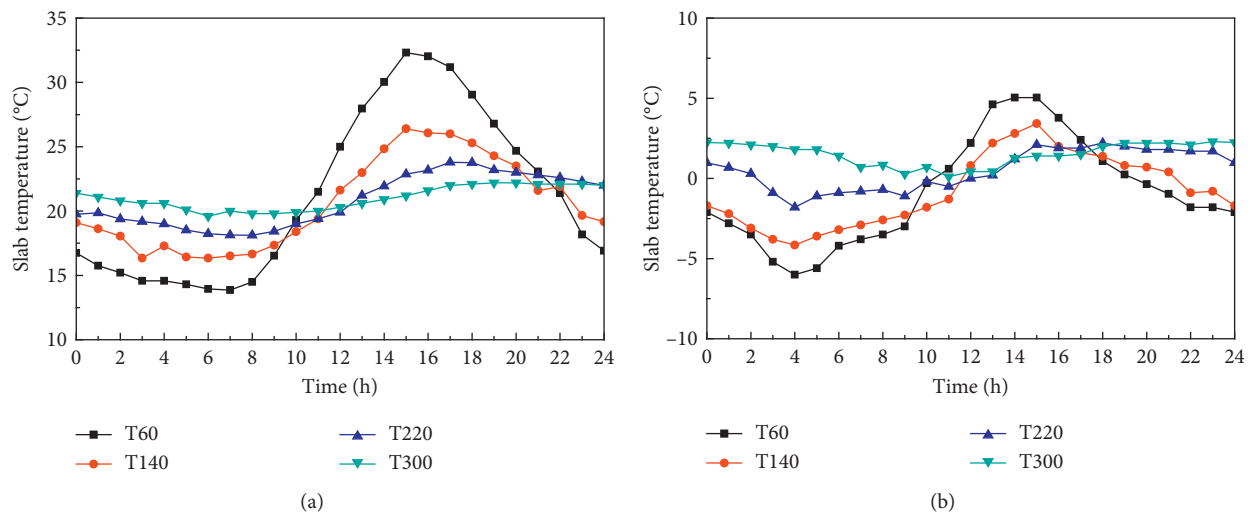 35
30
25
20
15
10
Slab temperature (°C)
0 2 4 6 8 10 12 14 16 18 20 22 24
Time (h)
T60
T140
T220
T300
(a)
10
5
0
–5
–10
Slab temperature (°C)
0 2 4 6 8 10 12 14 16 18 20 22 24
Time (h)
T60
T140
T220
T300
(b)